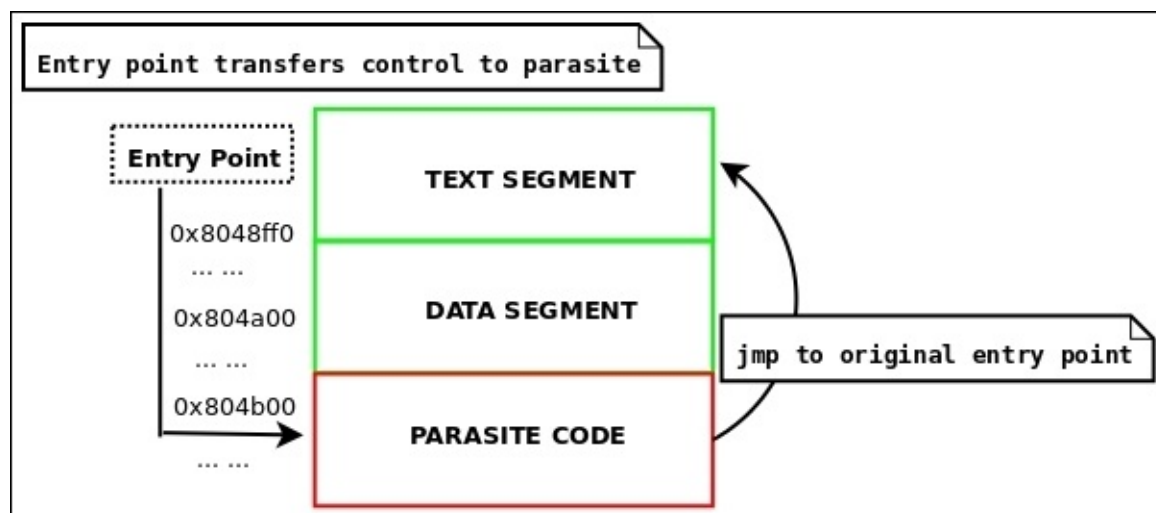 Entry point transfers control to parasite
Entry Point
TEXT SEGMENT
0x8048ff0
... ...
DATA SEGMENT
0x804a00
jmp to original entry point
... ...
0x804b00
PARASITE CODE
... ...